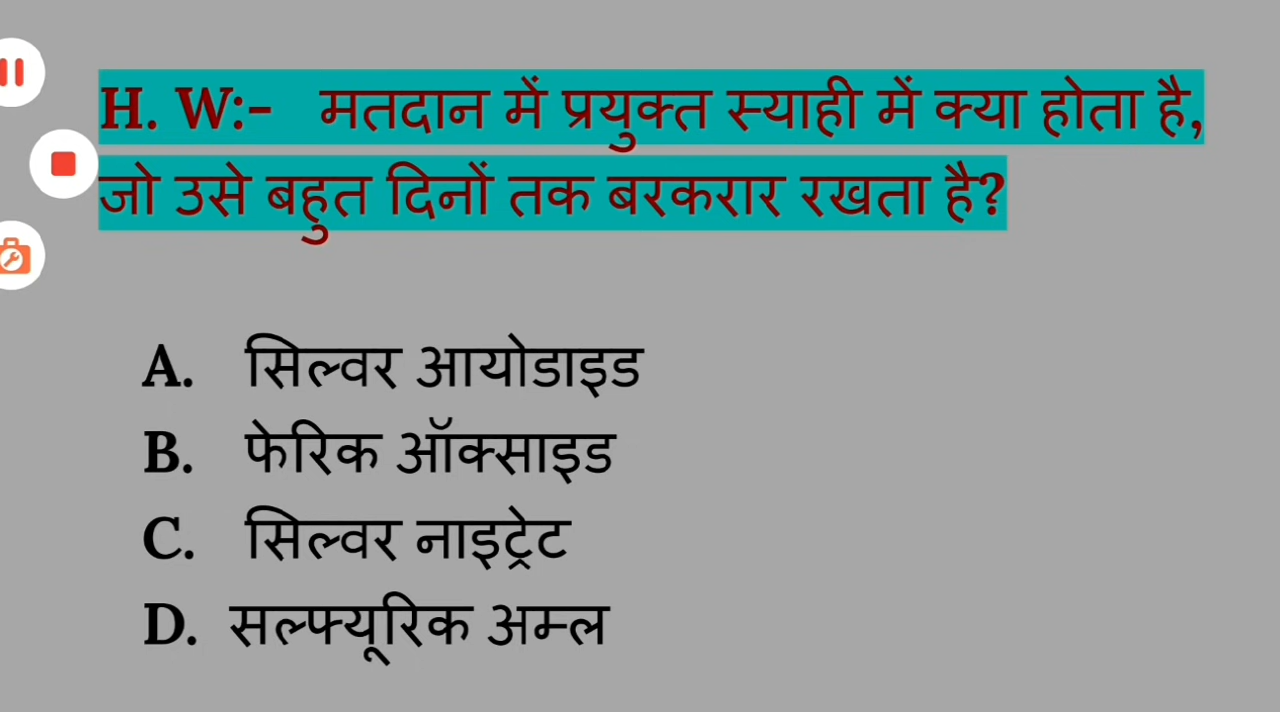 H. W:- मतदान में प्रयुक्त स्याही में क्या होता है,
जो उसे बहुत दिनों तक बरकरार रखता है?
A. सिल्वर आयोडाइड
B. फेरिक ऑक्साइड
C. सिल्वर नाइट्रेट
D. सल्फ्यूरिक अम्ल